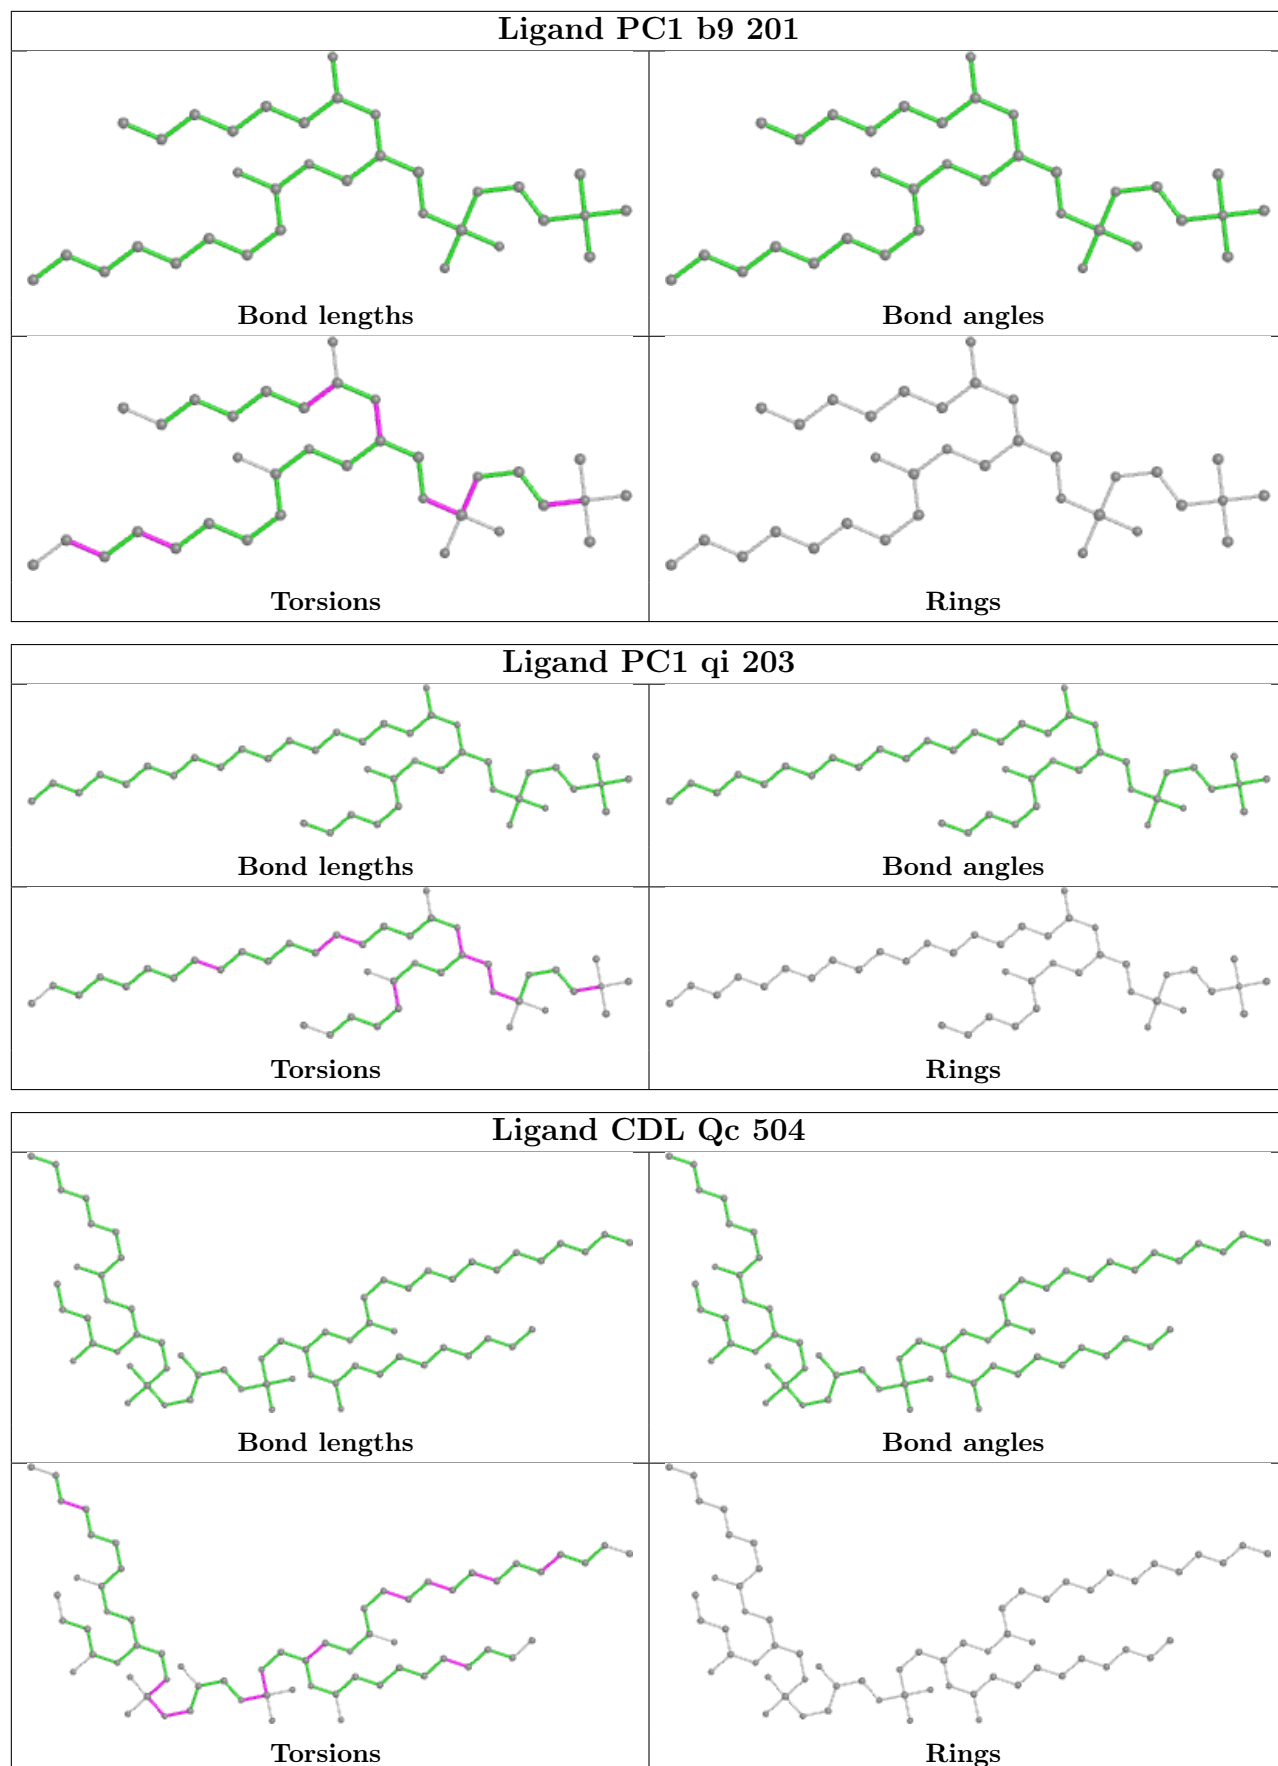 Ligand PC1 b9 201
Bond lengths
Bond angles
Torsions
Rings
Ligand PC1 qi 203
Bond lengths
Bond angles
Torsions
Rings
Ligand CDL Qc 504
Bond lengths
Bond angles
Torsions
Rings